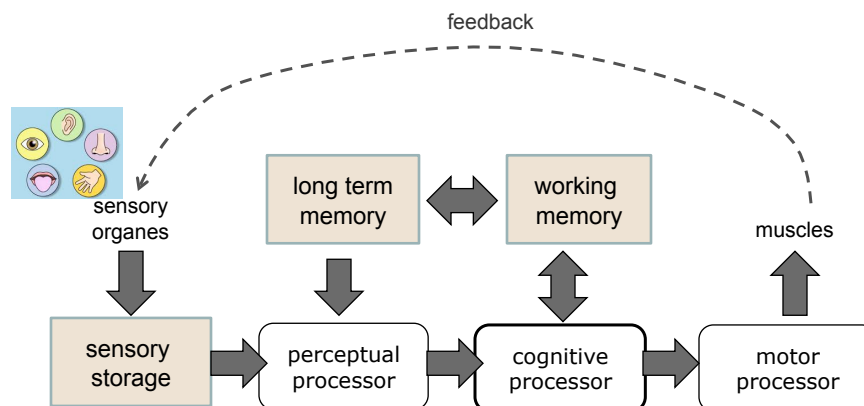 feedback
long term
memory
working
memory
sensory
organes
muscles
sensory
storage
perceptual
processor
cognitive
processor
motor
processor